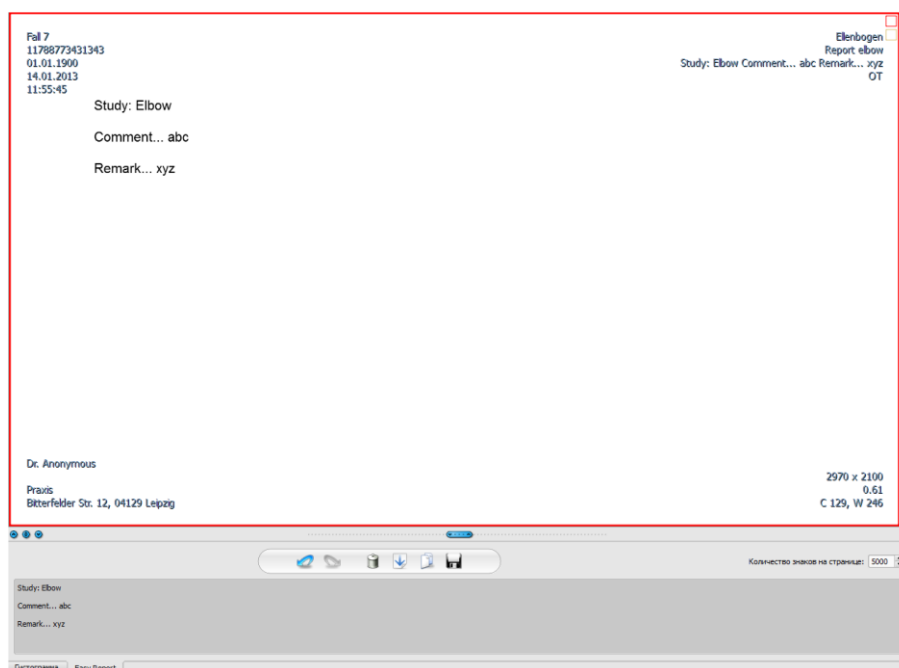 Fall 7
11788773431343
01.01.1900
14.01.2013
11:55:45
Ellenbogen
Report elbow
Study: Elbow Comment... abc Remark... xyz
OT
Study: Elbow
Comment... abc
Remark... xyz
Dr. Anonymous
Praxis
Bitterfelder Str. 12, 04129 Leipzig
2970 x 2100
0.61
C 129, W 246
Количество знаков на странице: 5000
Study: Elbow
Comment... abc
Remark... xyz
Гистограмма Easy Report